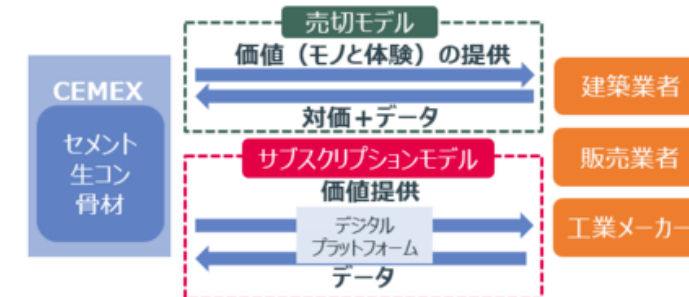 売切モデル
価値（モノと体験）の提供
対価＋データ
CEMEX
セメント
生コン
骨材
サブスクリプションモデル
価値提供
デジタル
プラットフォーム
データ
建築業者
販売業者
工業メーカー